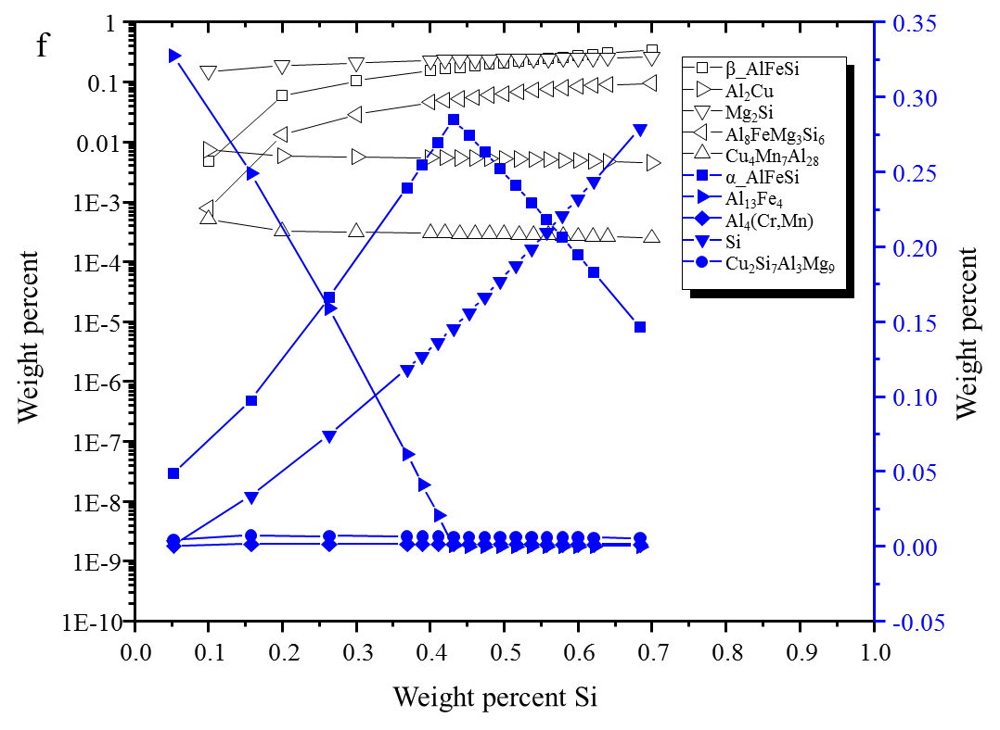 f
1
0.1
0.01
1E-3
1E-4
1E-5
1E-6
1E-7
1E-8
1E-9
1E-10
Weight percent
0.0 0.1 0.2 0.3 0.4 0.5 0.6 0.7 1.0
Weight percent Si
0.35
0.30
0.25
0.20
0.15
0.10
0.05
0.00
-0.05
Weight percent
β_AlFeSi
Al₂Cu
Mg₂Si
Al₈FeMg₃Si₆
Cu₄Mn₇Al₂₈
α_AlFeSi
Al₁₃Fe₄
Al₄(Cr,Mn)
Si
Cu₂Si₇Al₃Mg₉